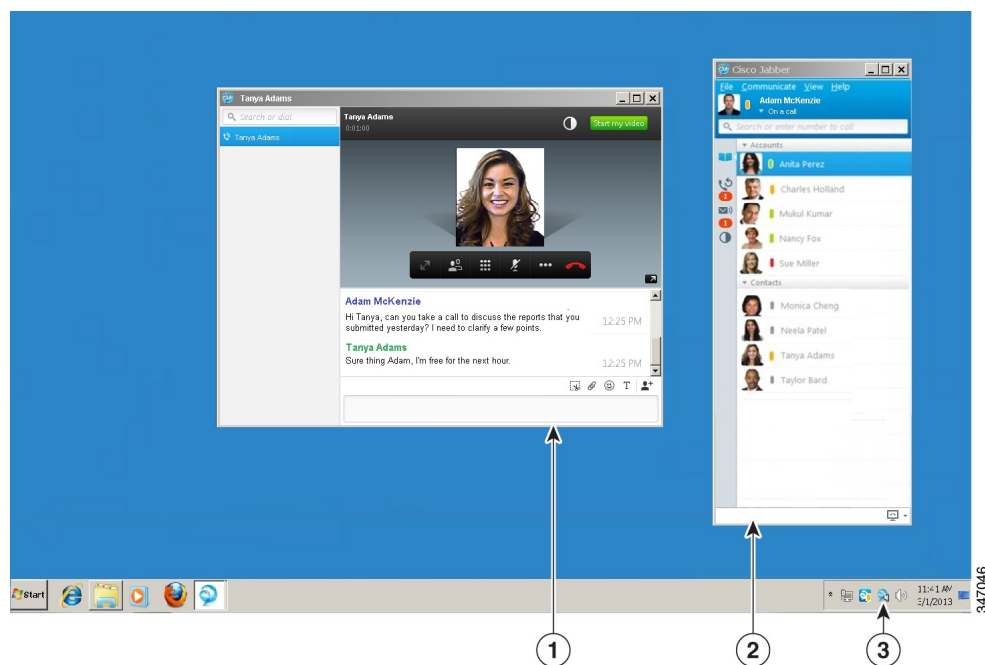 Tanya Adams
Search or dial
Tanya Adams
Tanya Adams
0:01:00
Start my video
Adam McKenzie
Hi Tanya, can you take a call to discuss the reports that you
submitted yesterday? I need to clarify a few points.
12:25 PM
Tanya Adams
Sure thing Adam, I'm free for the next hour.
12:25 PM
T
Cisco Jabber
File Communicate View Help
Adam McKenzie
On a call
Search or enter number to call
Accounts
Anita Perez
1
Charles Holland
1
Mukul Kumar
Nancy Fox
Sue Miller
Contacts
Monica Cheng
Neela Patel
Tanya Adams
Taylor Bard
Start
11:41 AM
3/1/2013
347046
1
2
3